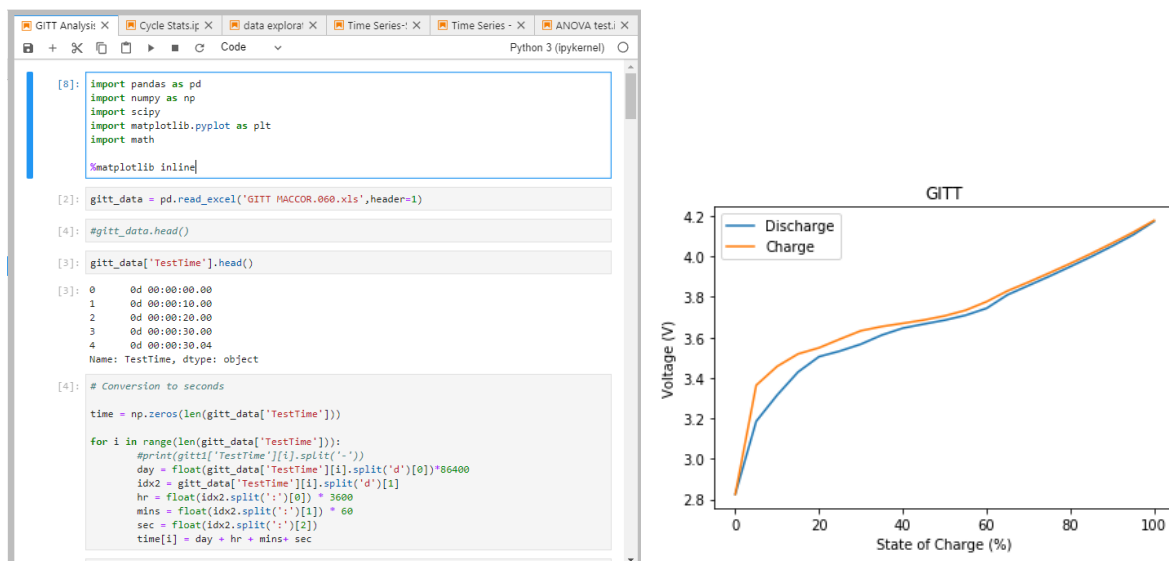 GITT Analysis
Cycle Stats.ip
data explorat
Time Series-S
Time Series -
ANOVA test.i
Code
Python 3 (ipykernel)
[8]:
import pandas as pd
import numpy as np
import scipy
import matplotlib.pyplot as plt
import math
%matplotlib inline
[2]:
gitt_data = pd.read_excel('GITT MACCOR.060.xls',header=1)
[4]:
#gitt_data.head()
[3]:
gitt_data['TestTime'].head()
[3]:
0 0d 00:00:00.00
1 0d 00:00:10.00
2 0d 00:00:20.00
3 0d 00:00:30.00
4 0d 00:00:30.04
Name: TestTime, dtype: object
[4]:
# Conversion to seconds
time = np.zeros(len(gitt_data['TestTime']))
for i in range(len(gitt_data['TestTime'])):
#print(gitt1['TestTime'][i].split('-'))
day = float(gitt_data['TestTime'][i].split('d')[0])*86400
idx2 = gitt_data['TestTime'][i].split('d')[1]
hr = float(idx2.split(':')[0]) * 3600
mins = float(idx2.split(':')[1]) * 60
sec = float(idx2.split(':')[2])
time[i] = day + hr + mins+ sec
GITT
Discharge
Charge
Voltage (V)
4.2
4.0
3.8
3.6
3.4
3.2
3.0
2.8
0 20 40 60 80 100
State of Charge (%)